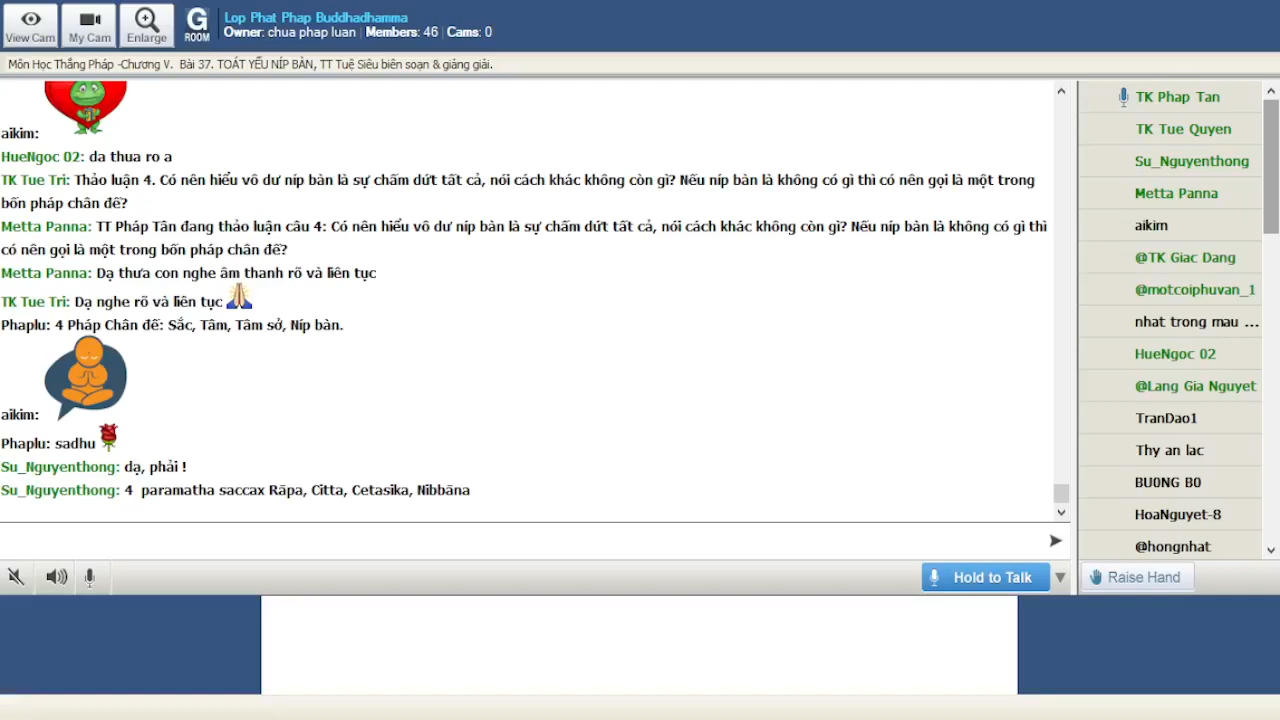 View Cam
My Cam
Enlarge
G
ROOM
Lop Phat Phap Buddhadhamma
Owner: chua phap luan | Members: 46 | Cams: 0
Môn Học Thắng Pháp -Chương V. Bài 37. TOÁT YẾU NÍP BÀN, TT Tuệ Siêu biên soạn & giảng giải.
aikim:
HueNgoc 02: da thua ro a
TK Tue Tri: Thảo luận 4. Có nên hiểu vô dư níp bàn là sự chấm dứt tất cả, nói cách khác không còn gì? Nếu níp bàn là không có gì thì có nên gọi là một trong
bốn pháp chân đế?
Metta Panna: TT Pháp Tân đang thảo luận câu 4: Có nên hiểu vô dư níp bàn là sự chấm dứt tất cả, nói cách khác không còn gì? Nếu níp bàn là không có gì thì
có nên gọi là một trong bốn pháp chân đế?
Metta Panna: Dạ thưa con nghe âm thanh rõ và liên tục
TK Tue Tri: Dạ nghe rõ và liên tục
Phaplu: 4 Pháp Chân đế: Sắc, Tâm, Tâm sở, Níp bàn.
aikim:
Phaplu: sadhu
Su_Nguyenthong: dạ, phải !
Su_Nguyenthong: 4 paramatha saccax Rāpa, Citta, Cetasika, Nibbāna
Hold to Talk
TK Phap Tan
TK Tue Quyen
Su_Nguyenthong
Metta Panna
aikim
@TK Giac Dang
@motcoiphuvan_1
nhat trong mau ...
HueNgoc 02
@Lang Gia Nguyet
TranDao1
Thy an lac
BU0NG B0
HoaNguyet-8
@hongnhat
Raise Hand